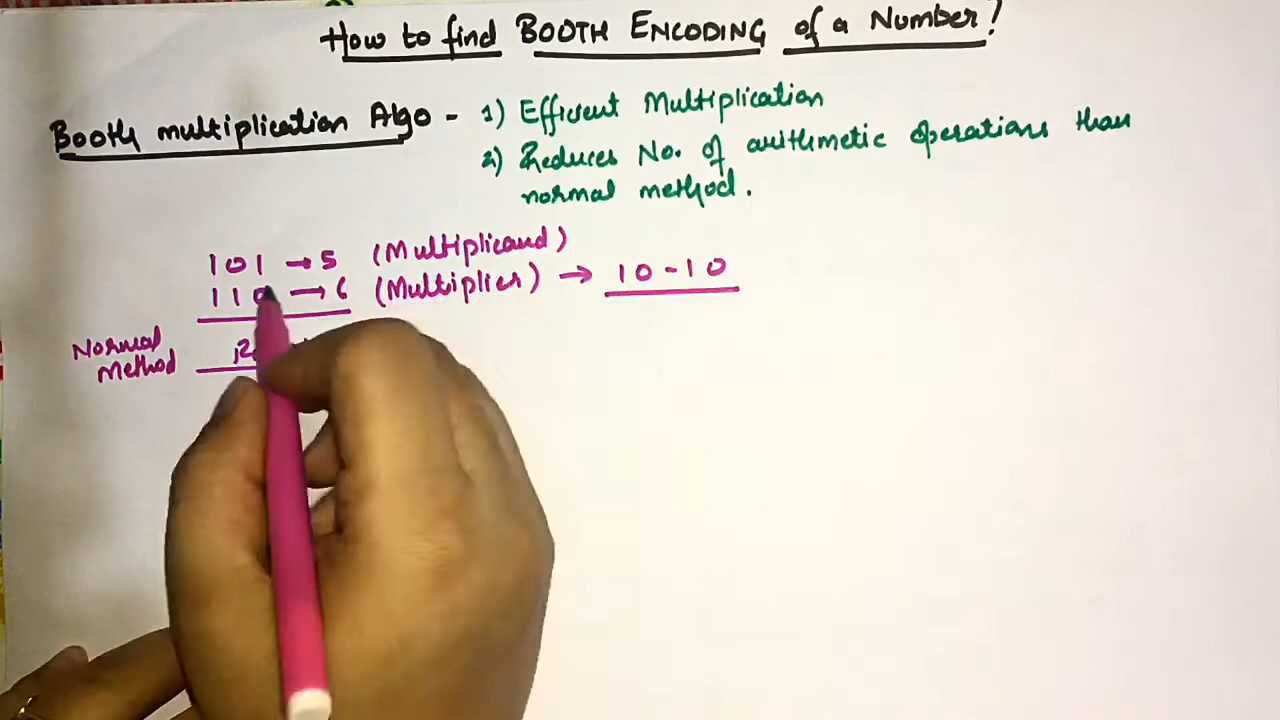 How to find BOOTH ENCODING of a Number?
Booth multiplication Algo - 1) Efficient Multiplication
2) Reduces No. of arithmetic operations than
normal method.
101 → 5 (Multiplicand)
110 → 6 (Multiplier) → 10-10
Normal
Method